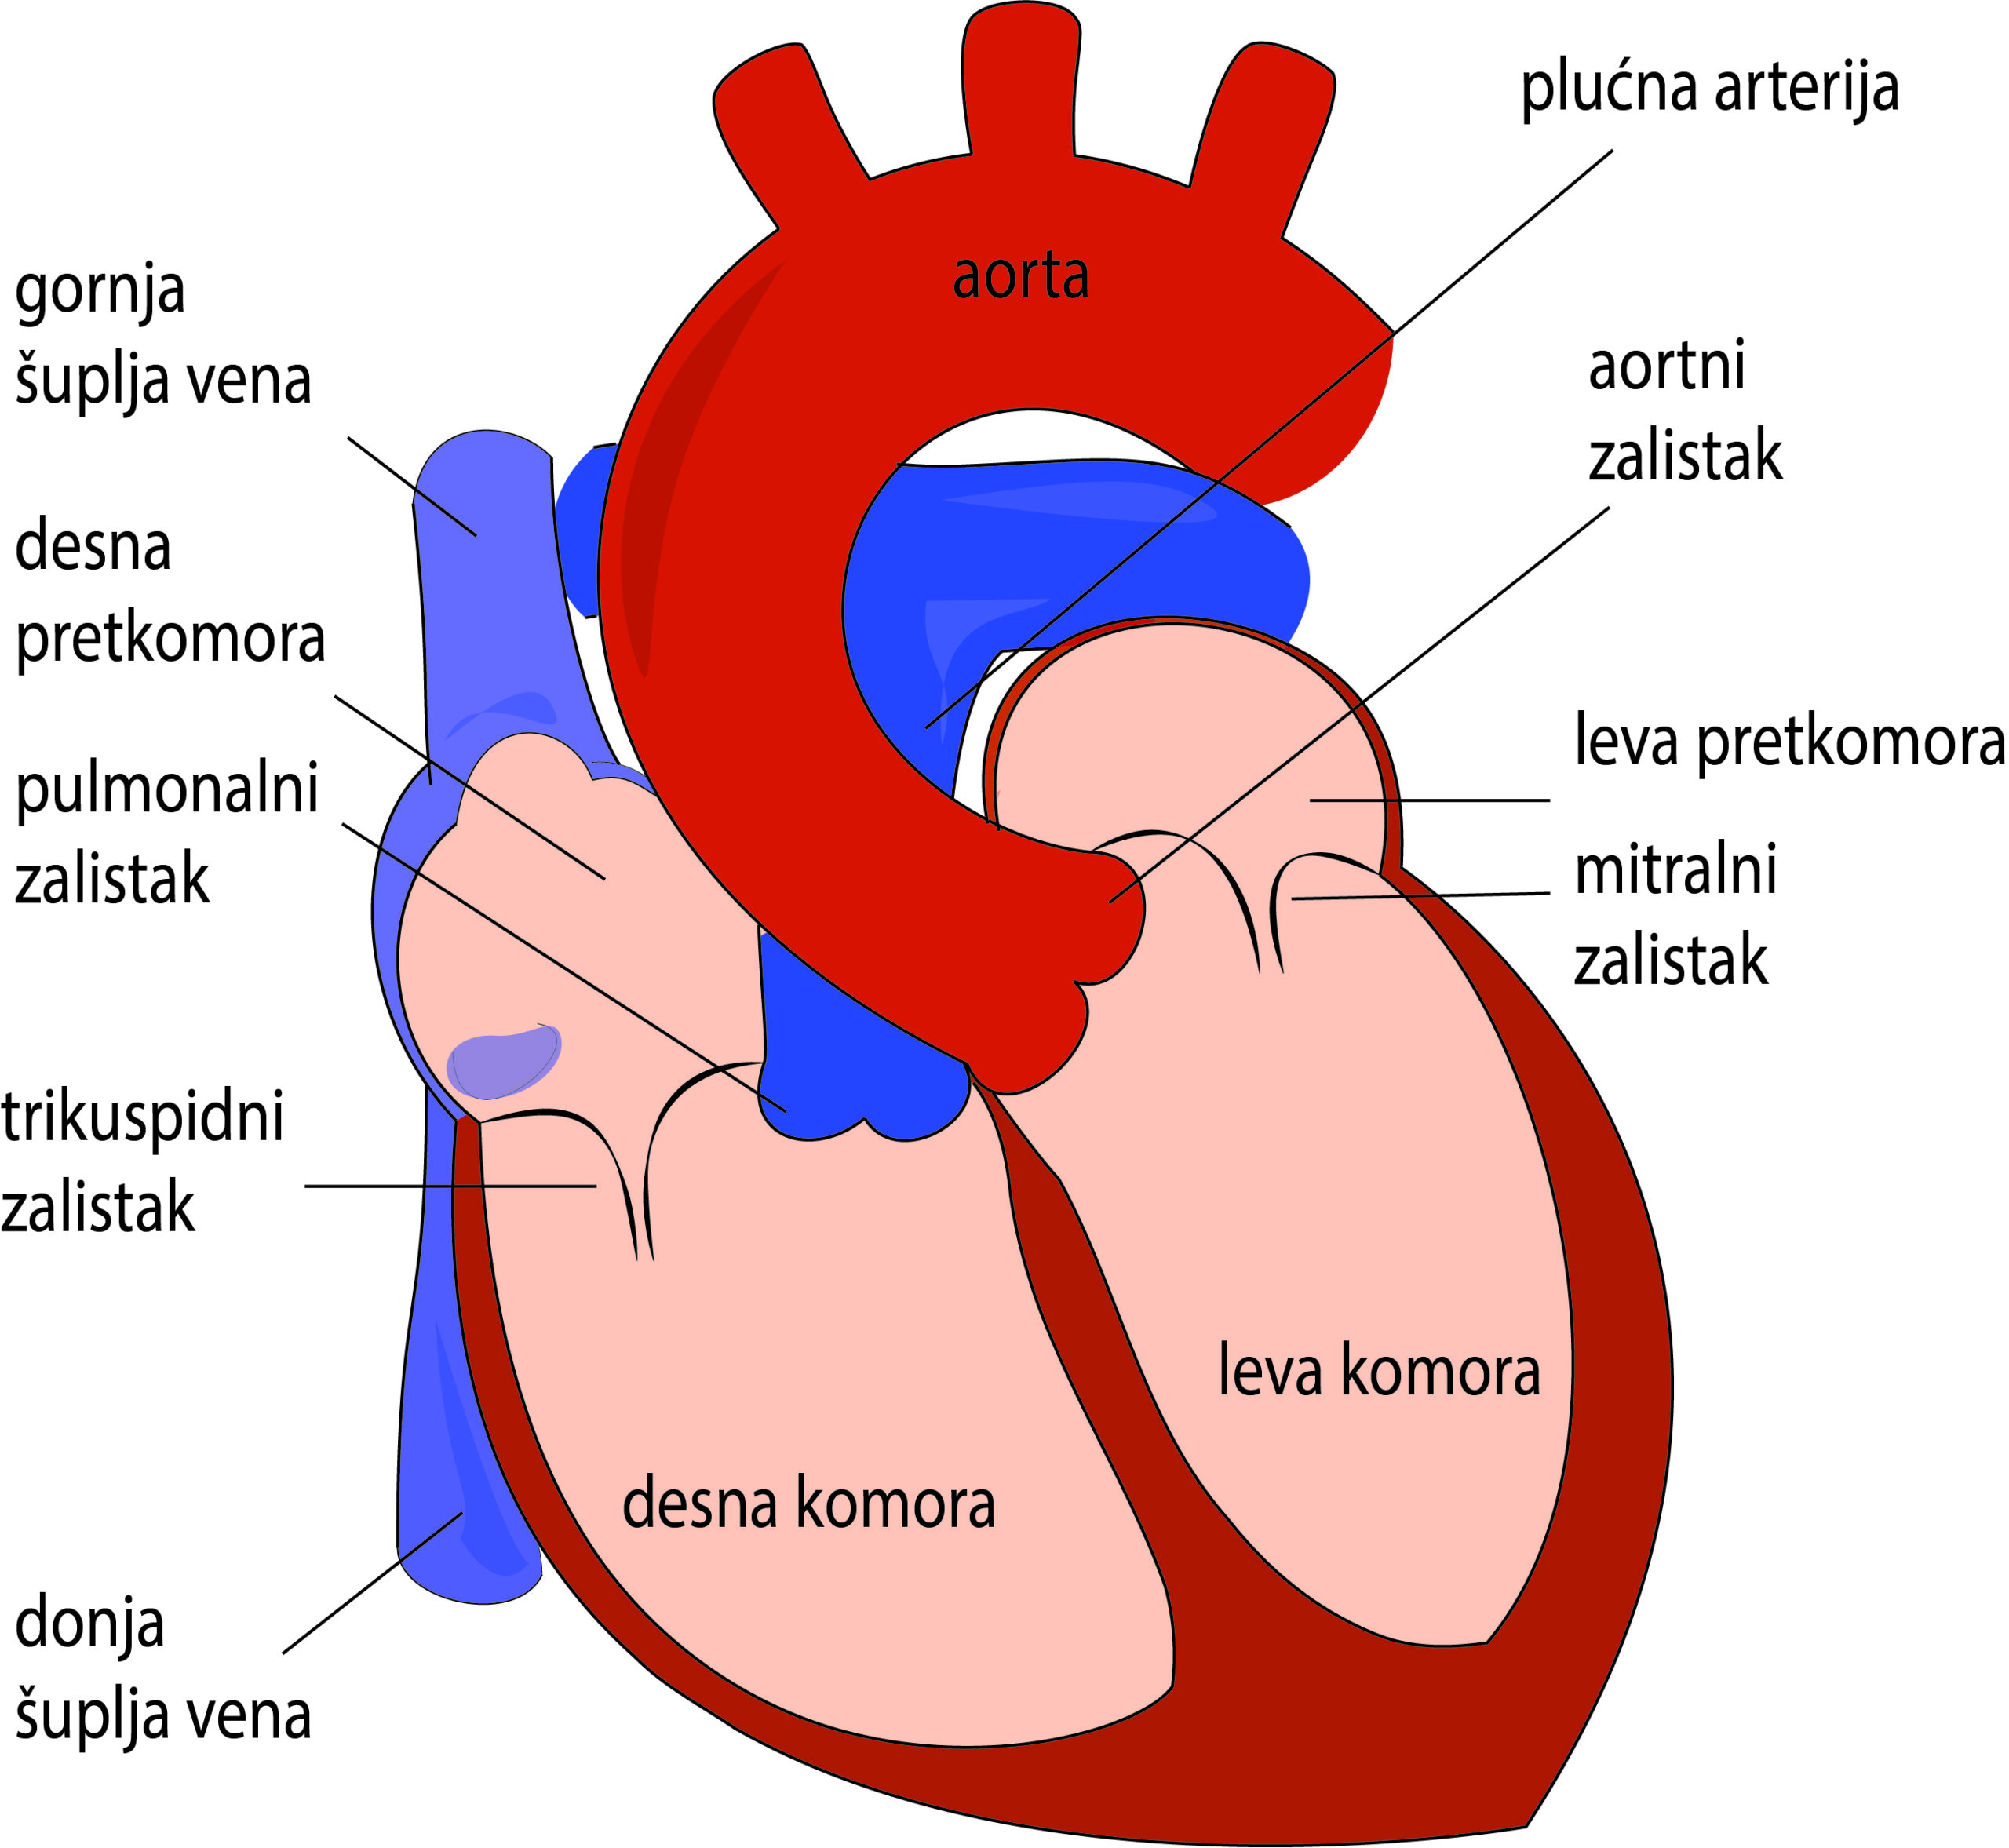 plućna arterija
aorta
gornja
šuplja vena
aortni
zalistak
desna
pretkomora
leva pretkomora
pulmonalni
zalistak
mitralni
zalistak
trikuspidni
zalistak
leva komora
desna komora
donja
šuplja vena